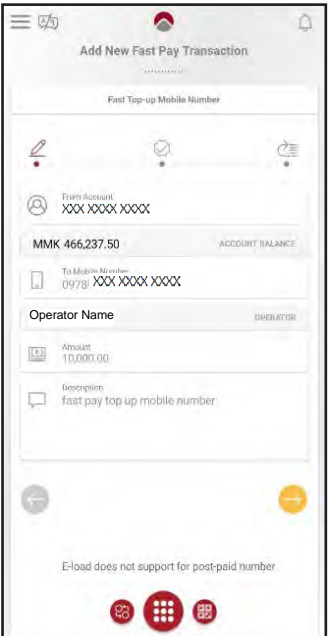 Add New Fast Pay Transaction
Fast Top-up Mobile Number
From Account
XXX XXXX XXXX
MMK 466,237.50 ACCOUNT BALANCE
To Mobile Number
0978 XXX XXXX XXXX
Operator Name OPERATOR
Amount
10,000.00
Description
fast pay top up mobile number
E-load does not support for post-paid number